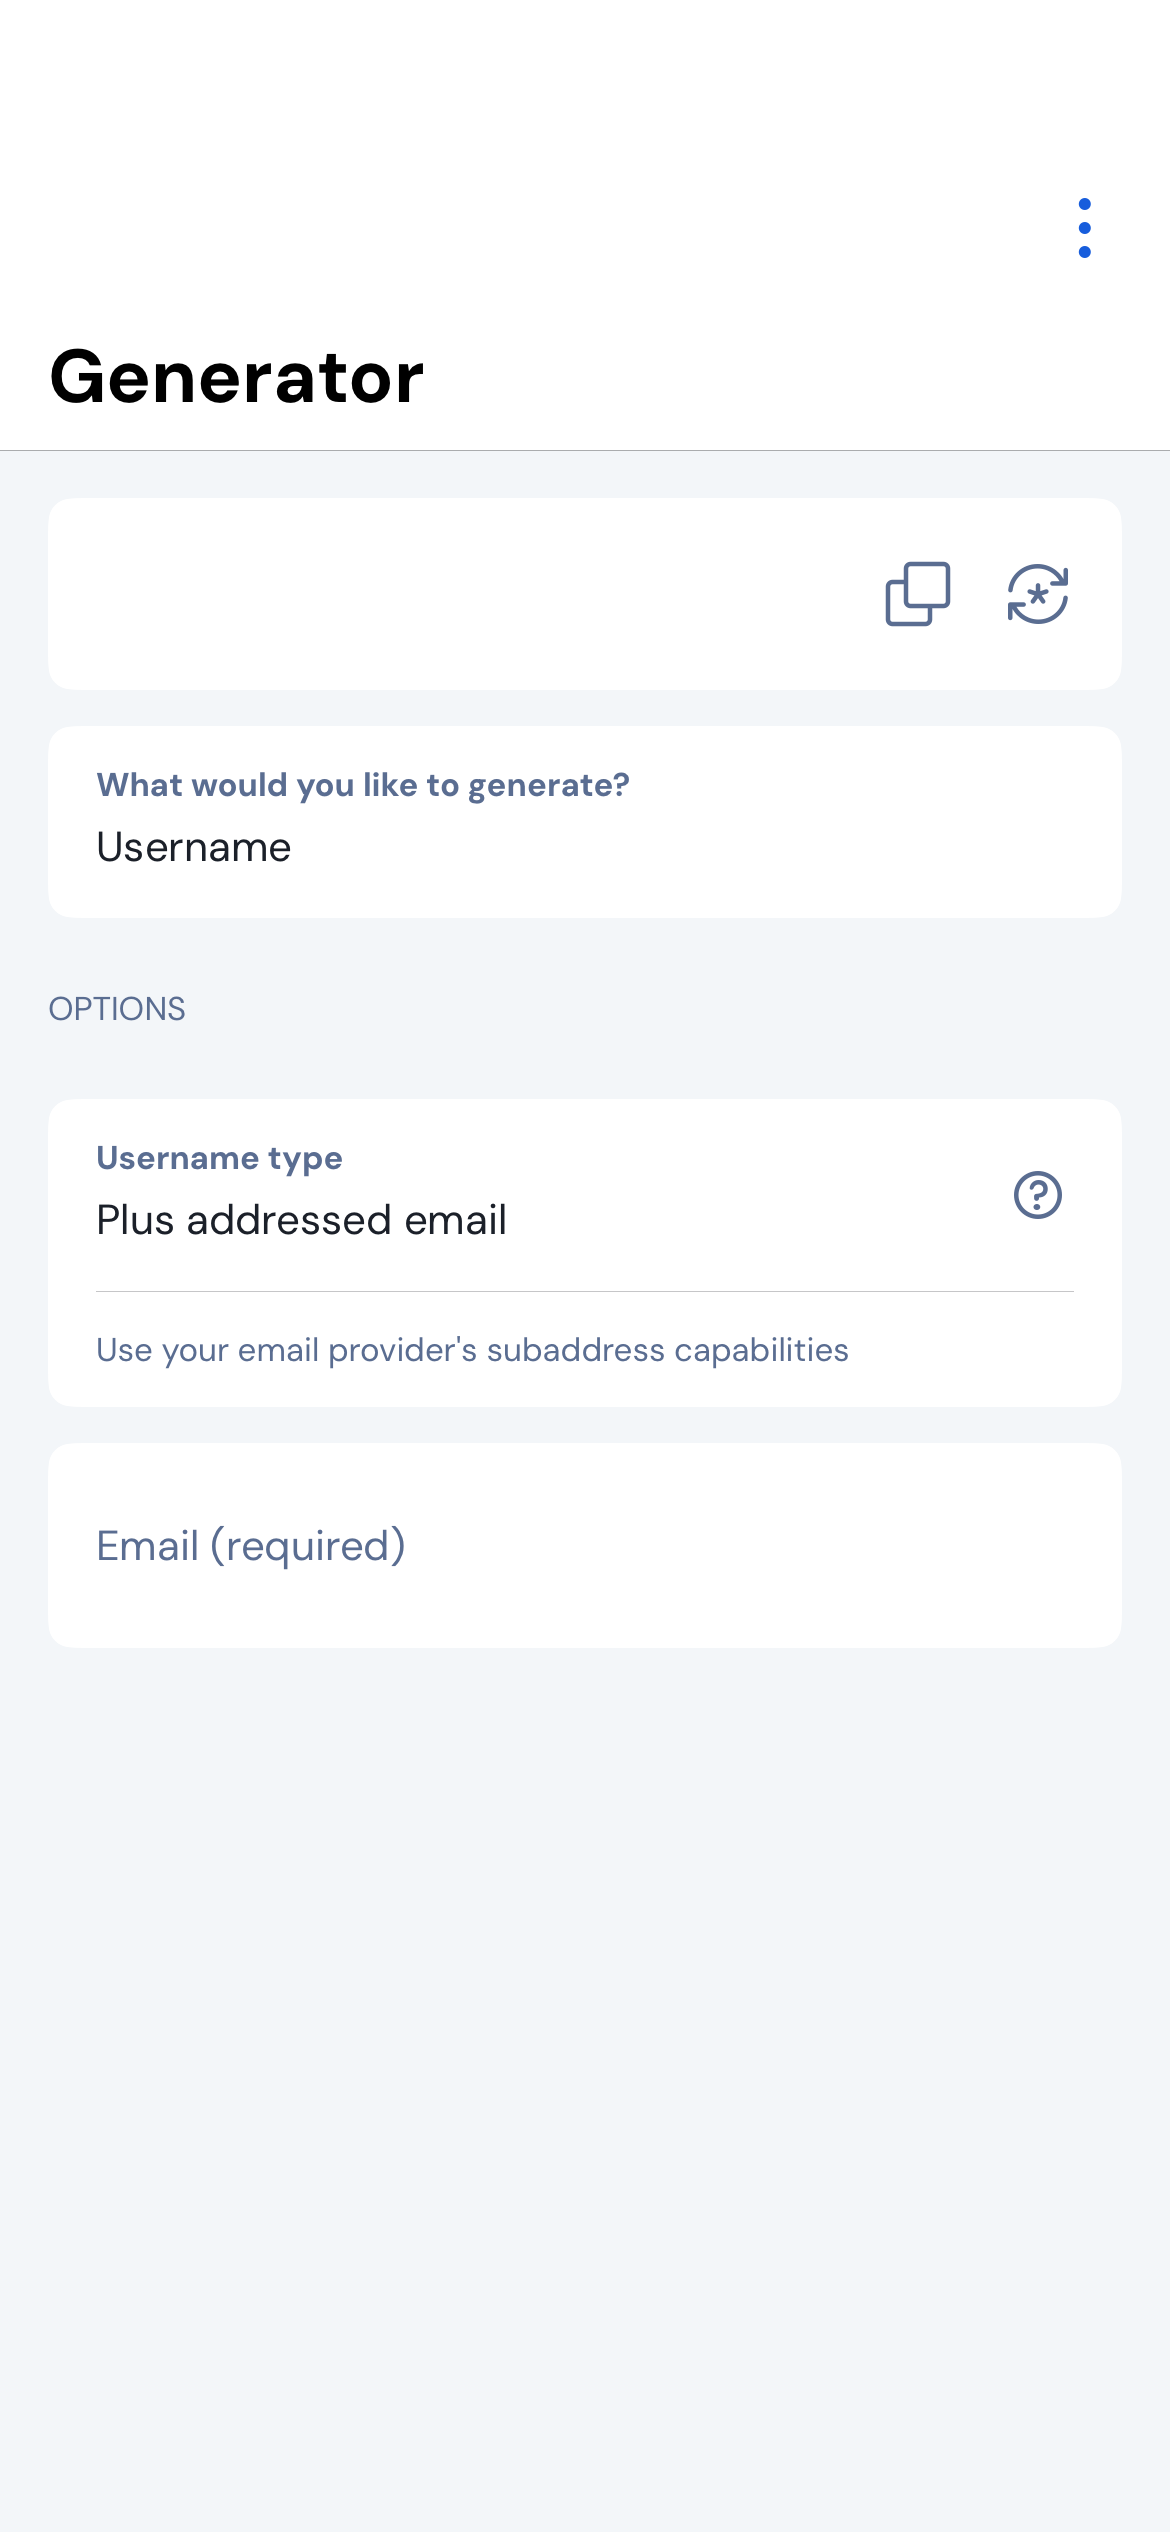 Generator
What would you like to generate?
Username
OPTIONS
Username type
Plus addressed email
Use your email provider's subaddress capabilities
Email (required)